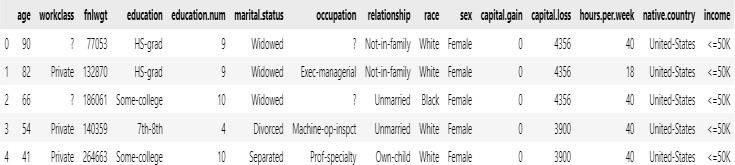 age workclass fnlwgt education education.num marital.status occupation relationship race sex capital.gain capital.loss hours.per.week native.country income
0 90 ? 77053 HS-grad 9 Widowed ? Not-in-family White Female 0 4356 40 United-States <=50K
1 82 Private 132870 HS-grad 9 Widowed Exec-managerial Not-in-family White Female 0 4356 18 United-States <=50K
2 66 ? 186061 Some-college 10 Widowed ? Unmarried Black Female 0 4356 40 United-States <=50K
3 54 Private 140359 7th-8th 4 Divorced Machine-op-inspct Unmarried White Female 0 3900 40 United-States <=50K
4 41 Private 264663 Some-college 10 Separated Prof-specialty Own-child White Female 0 3900 40 United-States <=50K